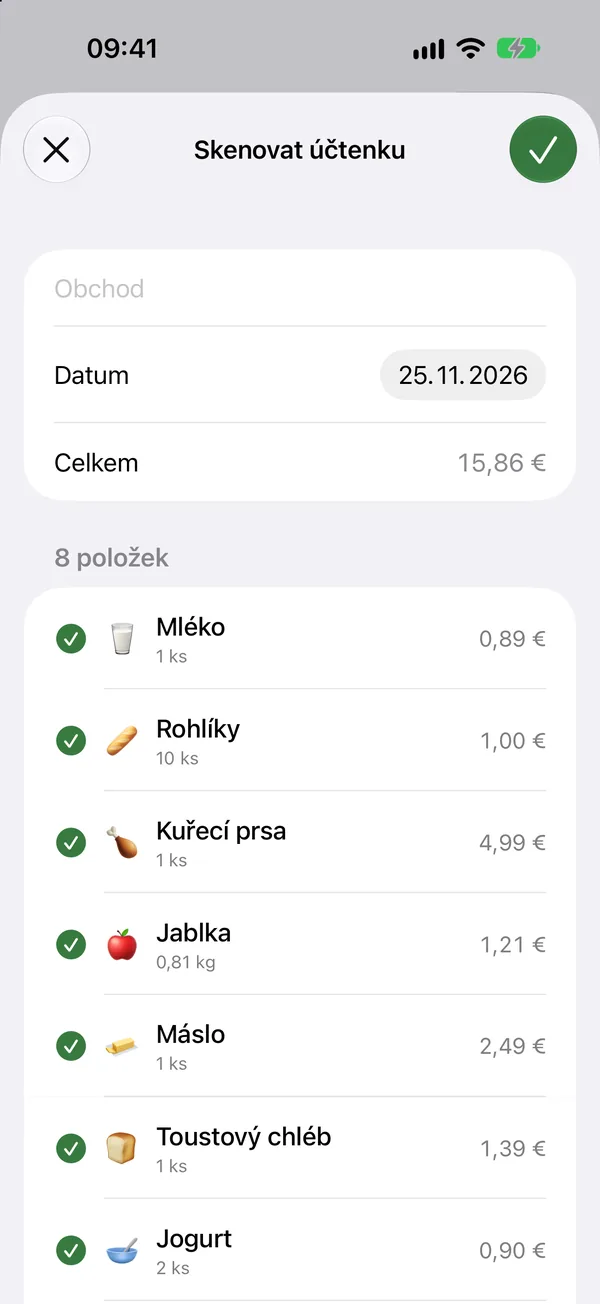 09:41
Skenovat účtenku
Obchod
Datum
25. 11. 2026
Celkem
15,86 €
8 položek
Mléko
1 ks
0,89 €
Rohlíky
10 ks
1,00 €
Kuřecí prsa
1 ks
4,99 €
Jablka
0,81 kg
1,21 €
Máslo
1 ks
2,49 €
Toustový chléb
1 ks
1,39 €
Jogurt
2 ks
0,90 €